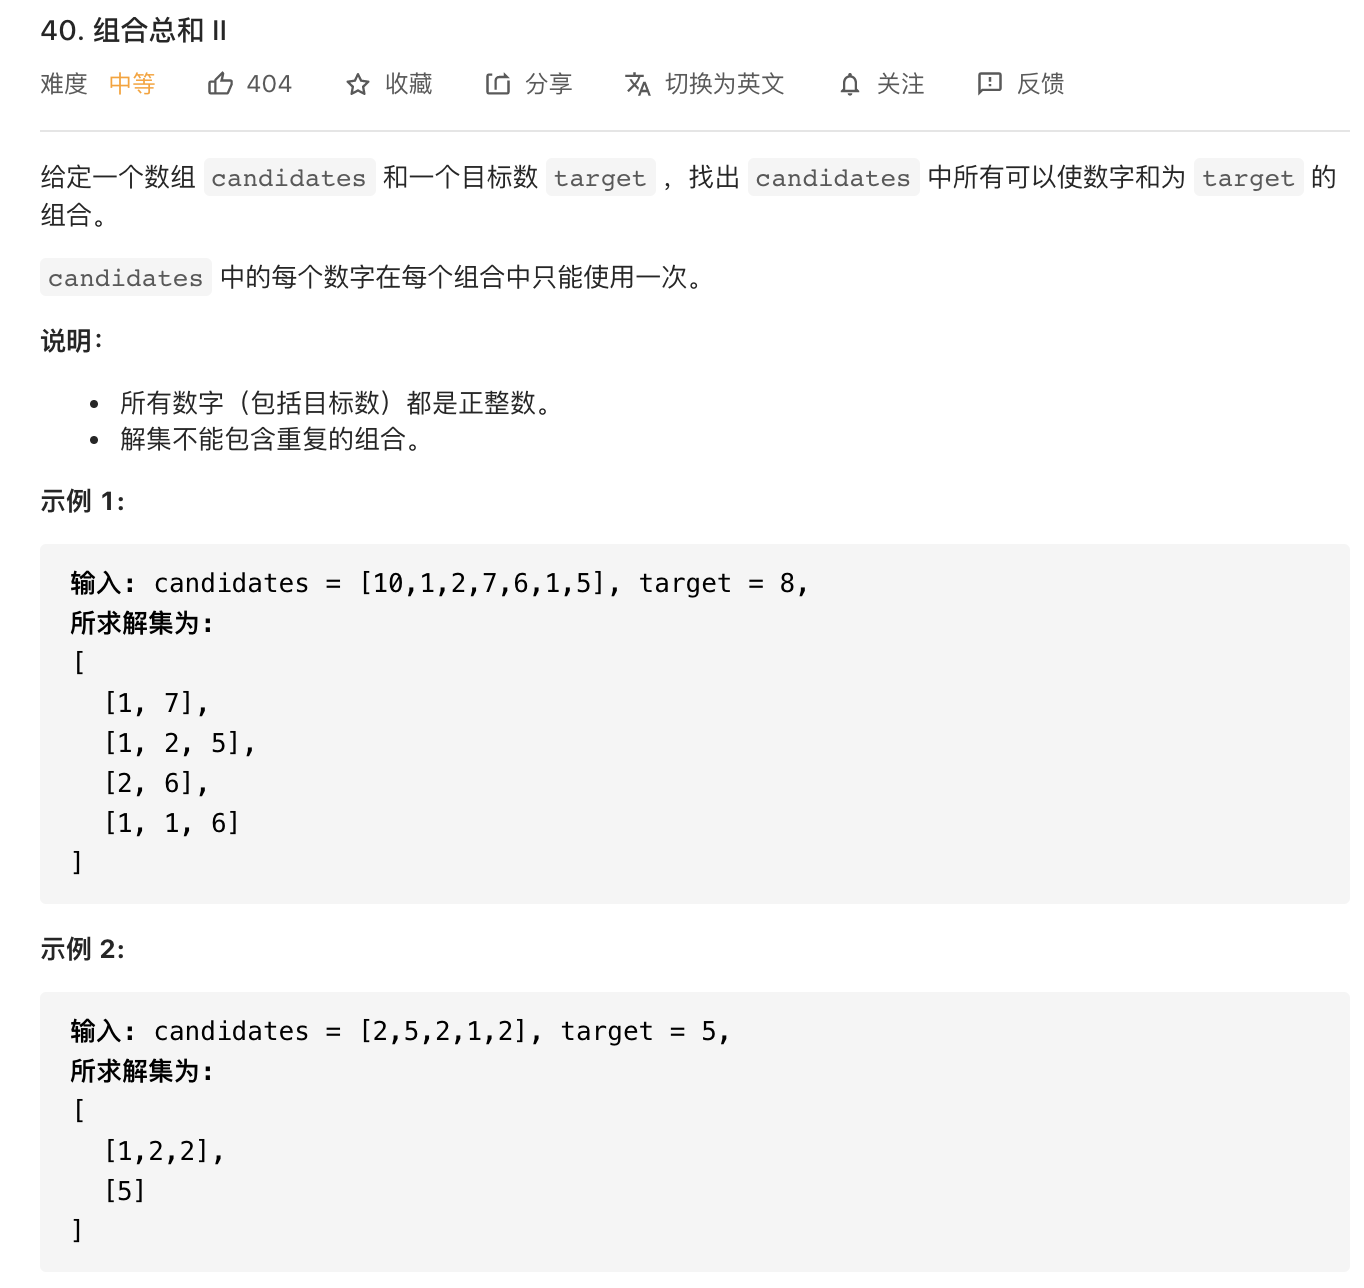 40. 组合总和 II
难度 中等 404 收藏 分享 切换为英文 关注 反馈
给定一个数组 candidates 和一个目标数 target ，找出 candidates 中所有可以使数字和为 target 的
组合。
candidates 中的每个数字在每个组合中只能使用一次。
说明：
• 所有数字（包括目标数）都是正整数。
• 解集不能包含重复的组合。
示例 1:
输入: candidates = [10,1,2,7,6,1,5], target = 8,
所求解集为:
[
[1, 7],
[1, 2, 5],
[2, 6],
[1, 1, 6]
]
示例 2:
输入: candidates = [2,5,2,1,2], target = 5,
所求解集为:
[
[1,2,2],
[5]
]